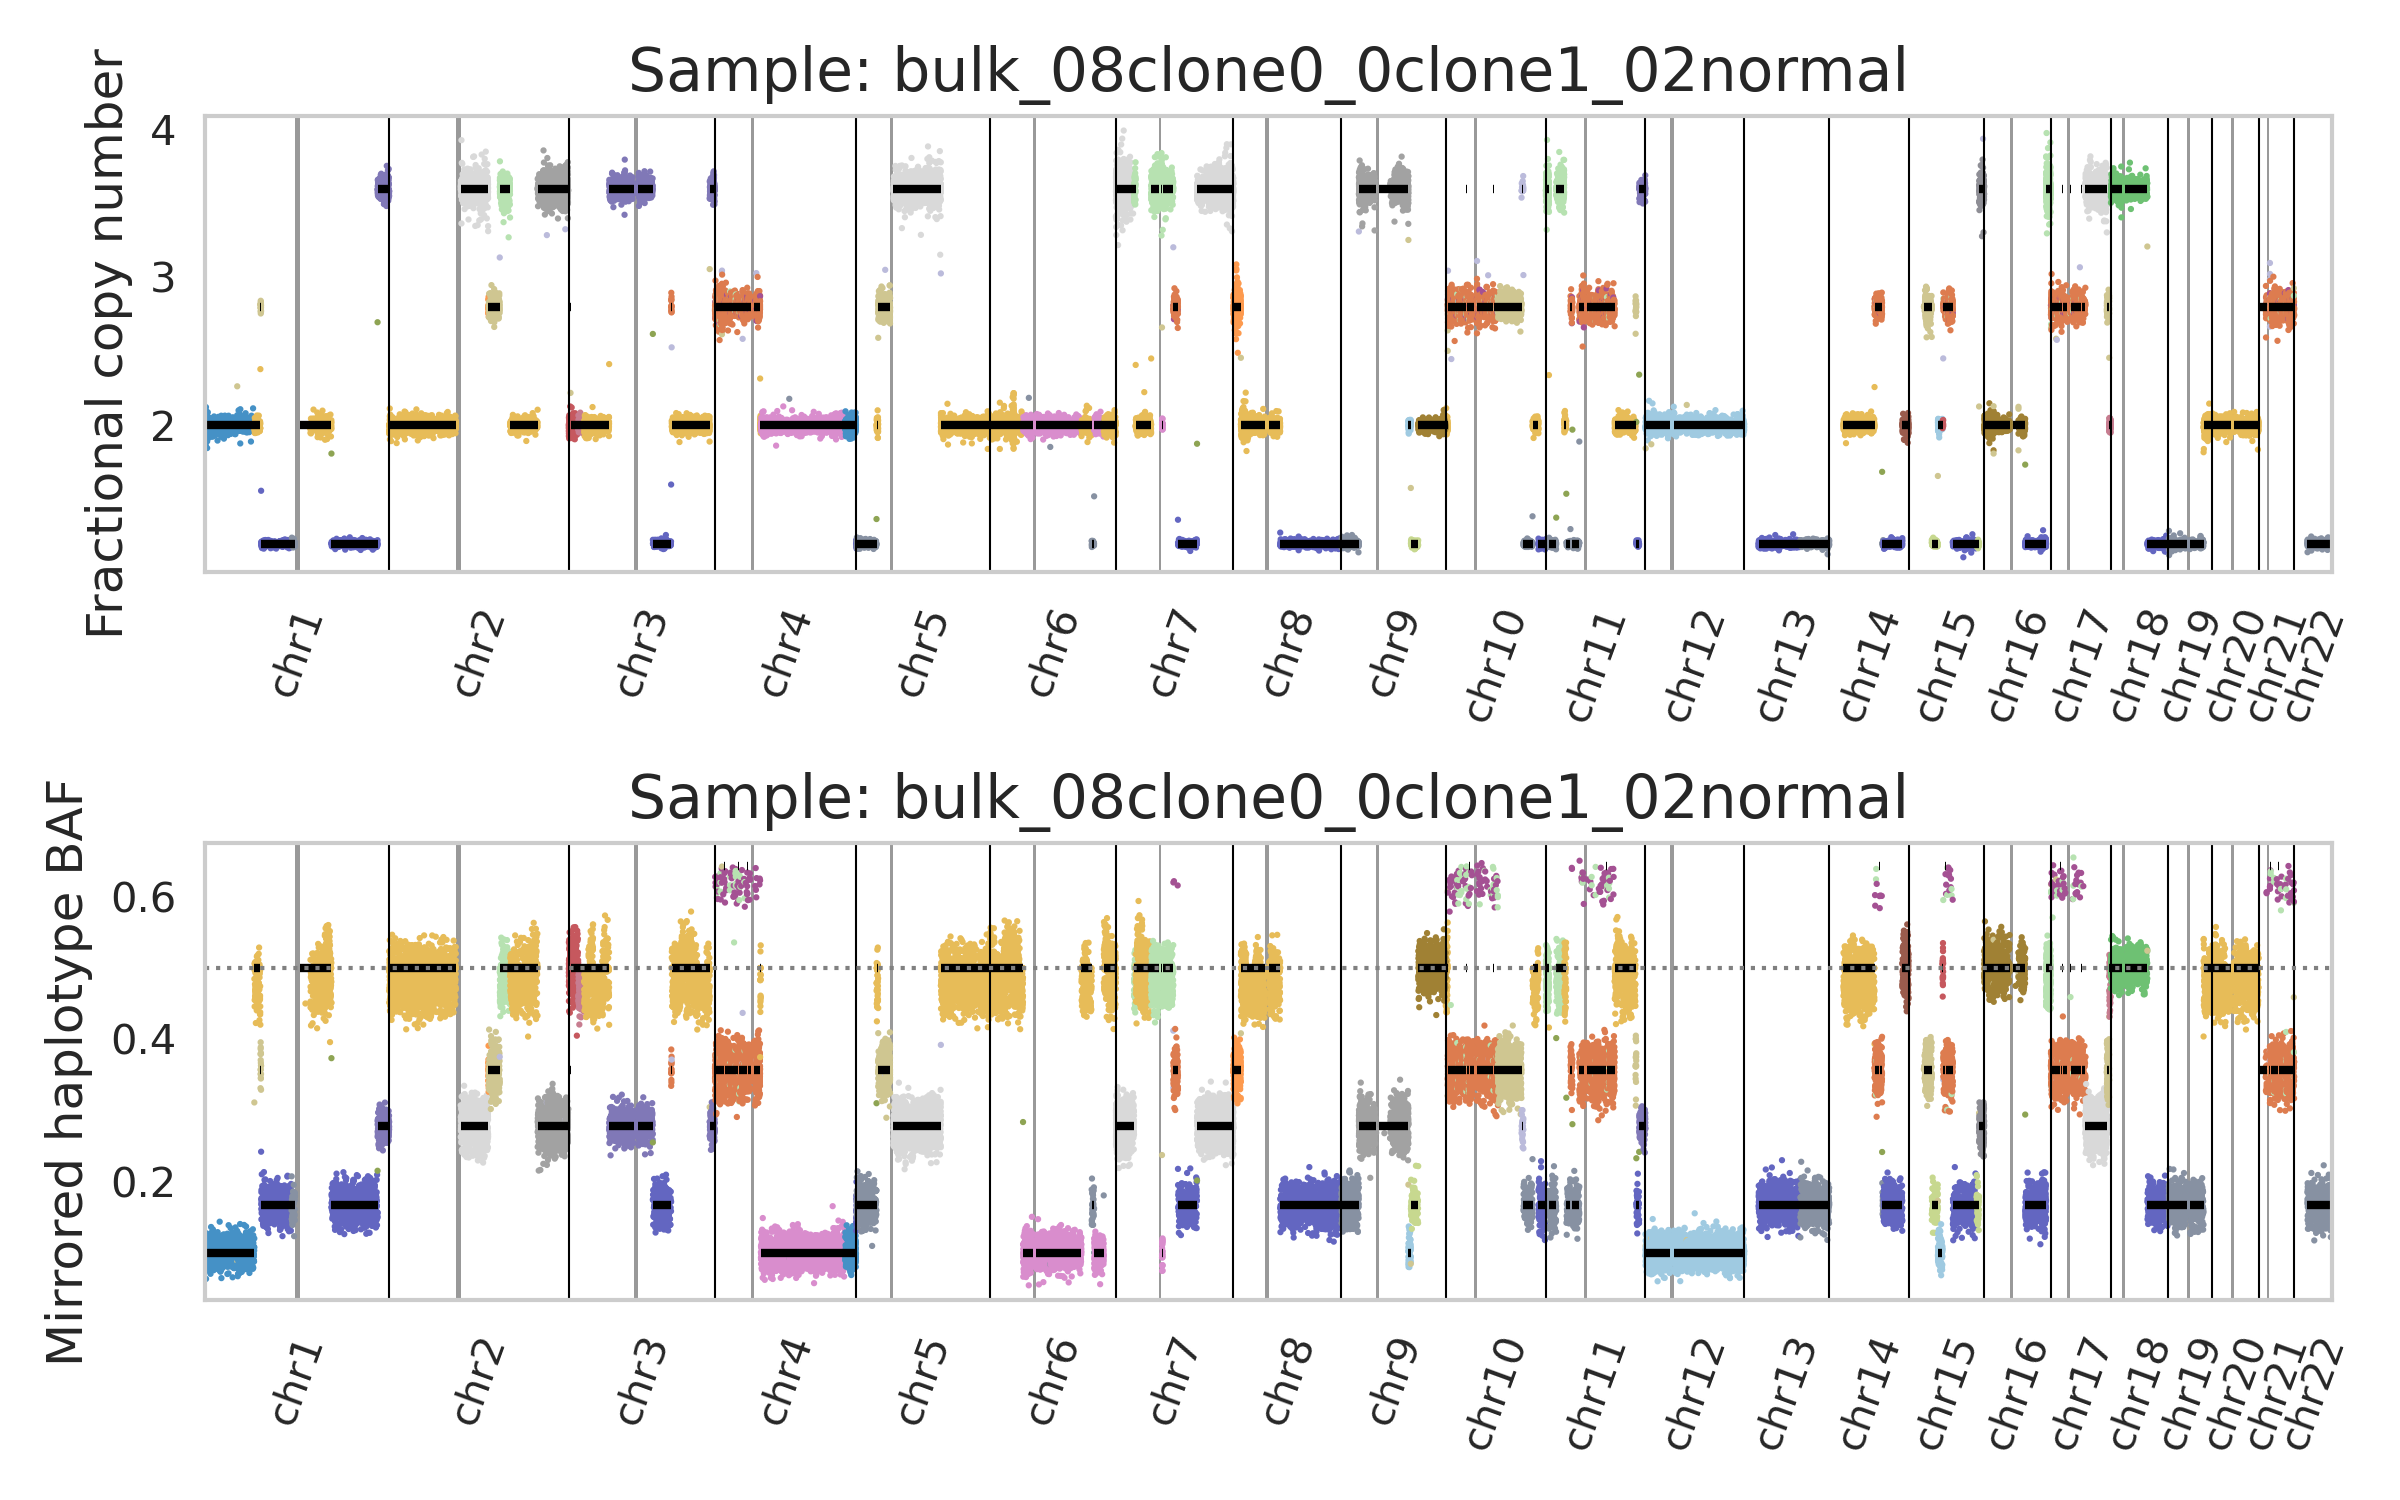 Sample: bulk_08clone0_0clone1_02normal
Fractional copy number
4
3
2
chr1
chr2
chr3
chr4
chr5
chr6
chr7
chr8
chr9
chr10
chr11
chr12
chr13
chr14
chr15
chr16
chr17
chr18
chr19
chr20
chr21
chr22
Sample: bulk_08clone0_0clone1_02normal
Mirrored haplotype BAF
0.6
0.4
0.2
chr1
chr2
chr3
chr4
chr5
chr6
chr7
chr8
chr9
chr10
chr11
chr12
chr13
chr14
chr15
chr16
chr17
chr18
chr19
chr20
chr21
chr22